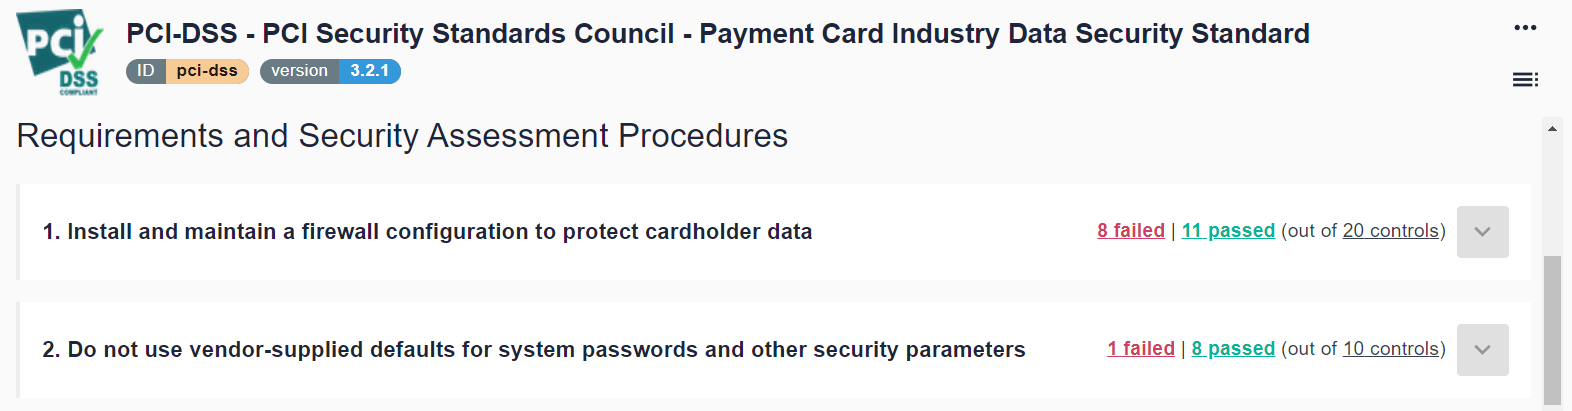 PCi
DSS
COMPLIANT
PCI-DSS - PCI Security Standards Council - Payment Card Industry Data Security Standard
ID pci-dss version 3.2.1
Requirements and Security Assessment Procedures
1. Install and maintain a firewall configuration to protect cardholder data 8 failed | 11 passed (out of 20 controls)
2. Do not use vendor-supplied defaults for system passwords and other security parameters 1 failed | 8 passed (out of 10 controls)